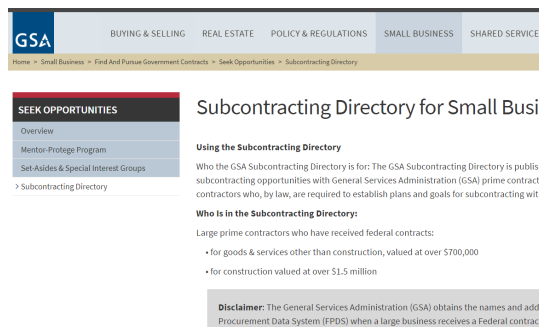 GSA
BUYING & SELLING REAL ESTATE POLICY & REGULATIONS SMALL BUSINESS SHARED SERVICE
Home > Small Business > Find And Pursue Government Contracts > Seek Opportunities > Subcontracting Directory
SEEK OPPORTUNITIES
Overview
Mentor-Protege Program
Set-Asides & Special Interest Groups
> Subcontracting Directory
Subcontracting Directory for Small Busi
Using the Subcontracting Directory
Who the GSA Subcontracting Directory is for: The GSA Subcontracting Directory is publis
subcontracting opportunities with General Services Administration (GSA) prime contract
contractors who, by law, are required to establish plans and goals for subcontracting wit
Who Is in the Subcontracting Directory:
Large prime contractors who have received federal contracts:
• for goods & services other than construction, valued at over $700,000
• for construction valued at over $1.5 million
Disclaimer: The General Services Administration (GSA) obtains the names and add
Procurement Data System (FPDS) when a large business receives a Federal contrac